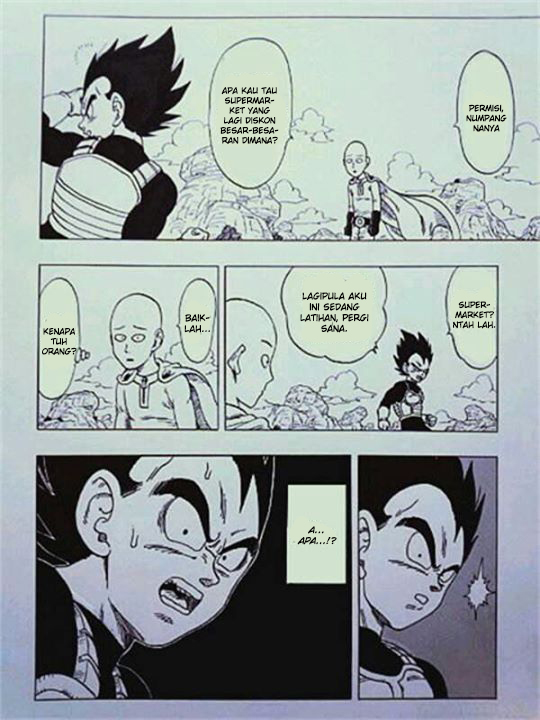 PERMISI,
NUMPANG
NANYA
APA KAU TAU
SUPERMAR-
KET YANG
LAGI DISKON
BESAR-BESA-
RAN DIMANA?
SUPER-
MARKET?
NTAH LAH.
LAGIPULA AKU
INI SEDANG
LATIHAN, PERGI
SANA.
BAIK-
LAH...
KENAPA
TUH
ORANG?
A...
APA...!?